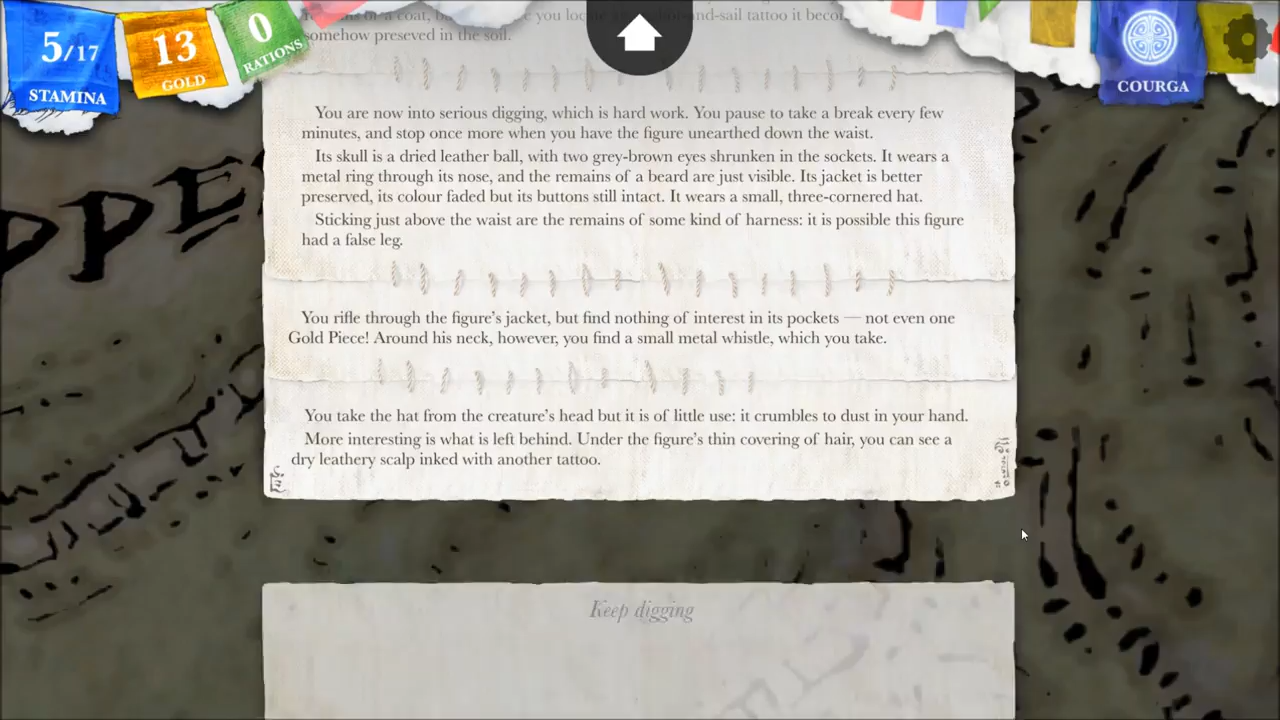 5/17
STAMINA
13
GOLD
0
RATIONS
COURGA
somehow preseved in the soil.
You are now into serious digging, which is hard work. You pause to take a break every few
minutes, and stop once more when you have the figure unearthed down the waist.
Its skull is a dried leather ball, with two grey-brown eyes shrunken in the sockets. It wears a
metal ring through its nose, and the remains of a beard are just visible. Its jacket is better
preserved, its colour faded but its buttons still intact. It wears a small, three-cornered hat.
Sticking just above the waist are the remains of some kind of harness: it is possible this figure
had a false leg.
You rifle through the figure's jacket, but find nothing of interest in its pockets — not even one
Gold Piece! Around his neck, however, you find a small metal whistle, which you take.
You take the hat from the creature's head but it is of little use: it crumbles to dust in your hand.
More interesting is what is left behind. Under the figure's thin covering of hair, you can see a
dry leathery scalp inked with another tattoo.
Keep digging